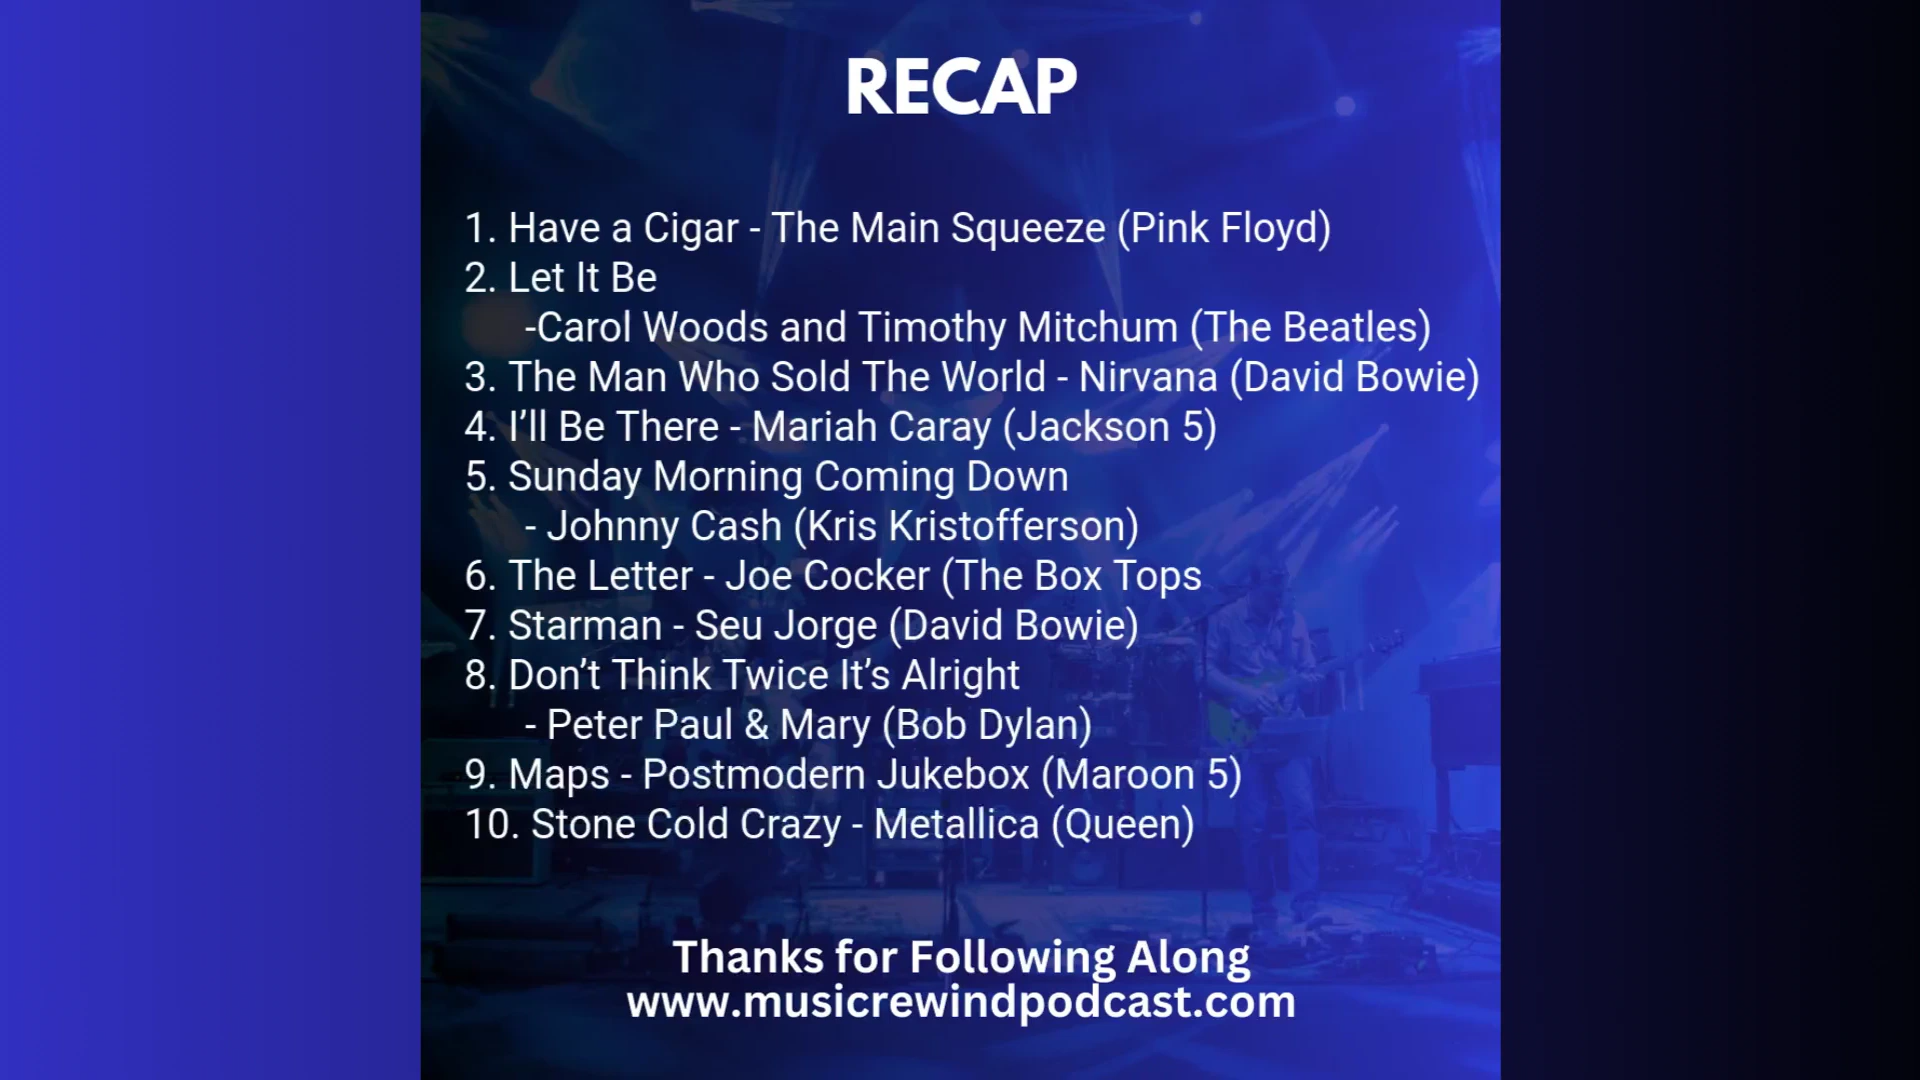 RECAP
1. Have a Cigar - The Main Squeeze (Pink Floyd)
2. Let It Be
-Carol Woods and Timothy Mitchum (The Beatles)
3. The Man Who Sold The World - Nirvana (David Bowie)
4. I’ll Be There - Mariah Caray (Jackson 5)
5. Sunday Morning Coming Down
- Johnny Cash (Kris Kristofferson)
6. The Letter - Joe Cocker (The Box Tops
7. Starman - Seu Jorge (David Bowie)
8. Don’t Think Twice It’s Alright
- Peter Paul & Mary (Bob Dylan)
9. Maps - Postmodern Jukebox (Maroon 5)
10. Stone Cold Crazy - Metallica (Queen)
Thanks for Following Along
www.musicrewindpodcast.com